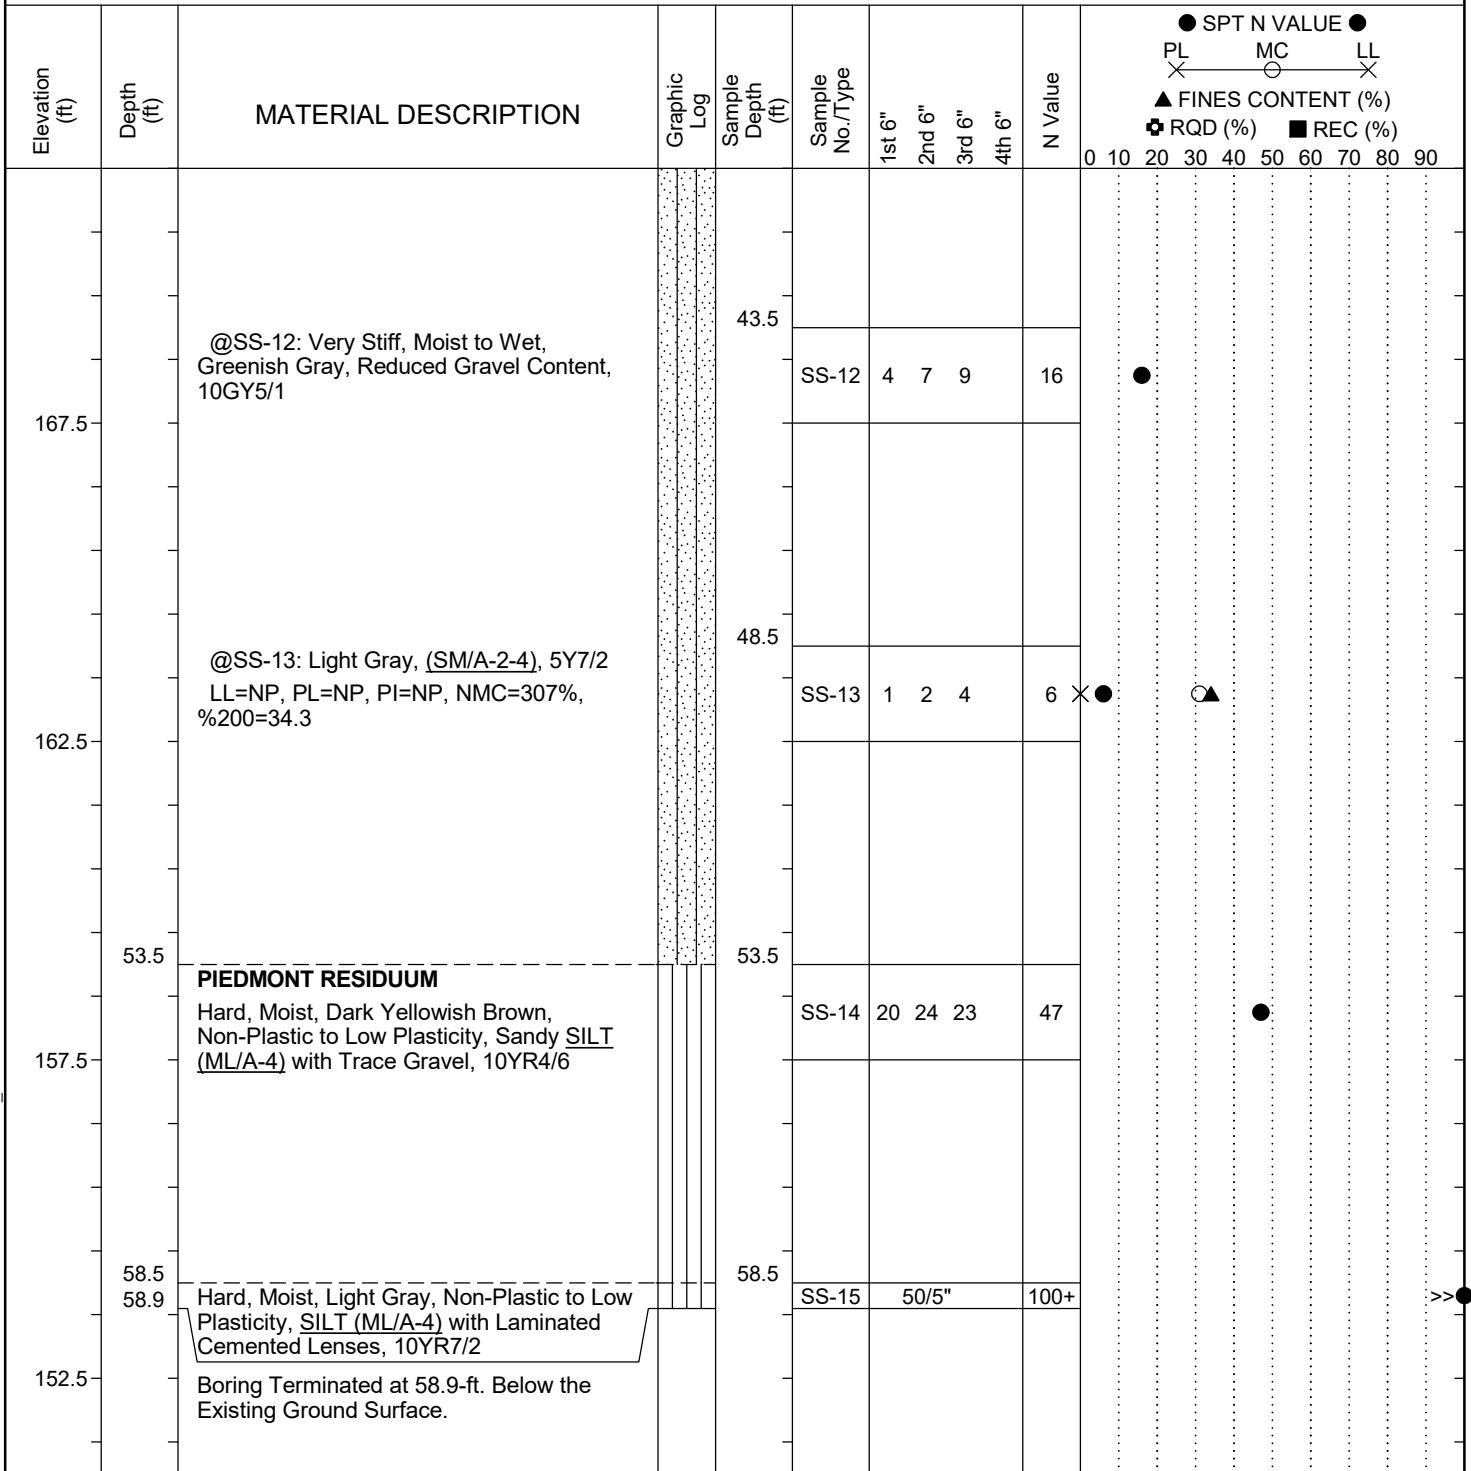 ● SPT N VALUE ●
PL MC LL
▲ FINES CONTENT (%)
RQD (%) ■ REC (%)
0 10 20 30 40 50 60 70 80 90
Elevation (ft)
Depth (ft)
MATERIAL DESCRIPTION
Graphic Log
Sample Depth (ft)
Sample No./Type
1st 6"
2nd 6"
3rd 6"
4th 6"
N Value
43.5
@SS-12: Very Stiff, Moist to Wet,
Greenish Gray, Reduced Gravel Content,
10GY5/1
SS-12 4 7 9 16
167.5
48.5
@SS-13: Light Gray, (SM/A-2-4), 5Y7/2
LL=NP, PL=NP, PI=NP, NMC=307%,
%200=34.3
SS-13 1 2 4 6
162.5
53.5 53.5
PIEDMONT RESIDUUM
Hard, Moist, Dark Yellowish Brown,
Non-Plastic to Low Plasticity, Sandy SILT
(ML/A-4) with Trace Gravel, 10YR4/6
SS-14 20 24 23 47
157.5
58.5 58.5
58.9
Hard, Moist, Light Gray, Non-Plastic to Low
Plasticity, SILT (ML/A-4) with Laminated
Cemented Lenses, 10YR7/2
SS-15 50/5" 100+ >>
152.5
Boring Terminated at 58.9-ft. Below the
Existing Ground Surface.